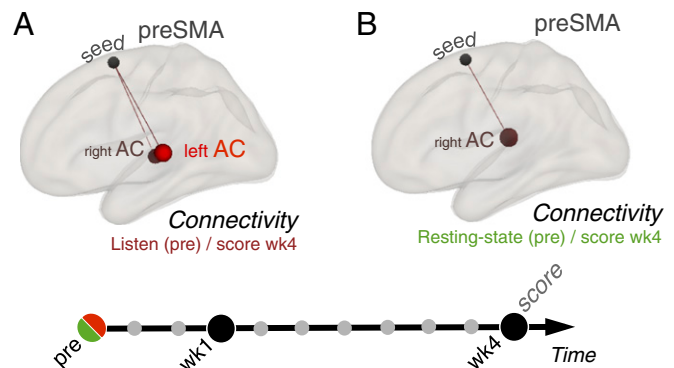 A
seed preSMA
right AC left AC
Connectivity
Listen (pre) / score wk4
B
seed preSMA
right AC
Connectivity
Resting-state (pre) / score wk4
pre wk1 wk4 score
Time